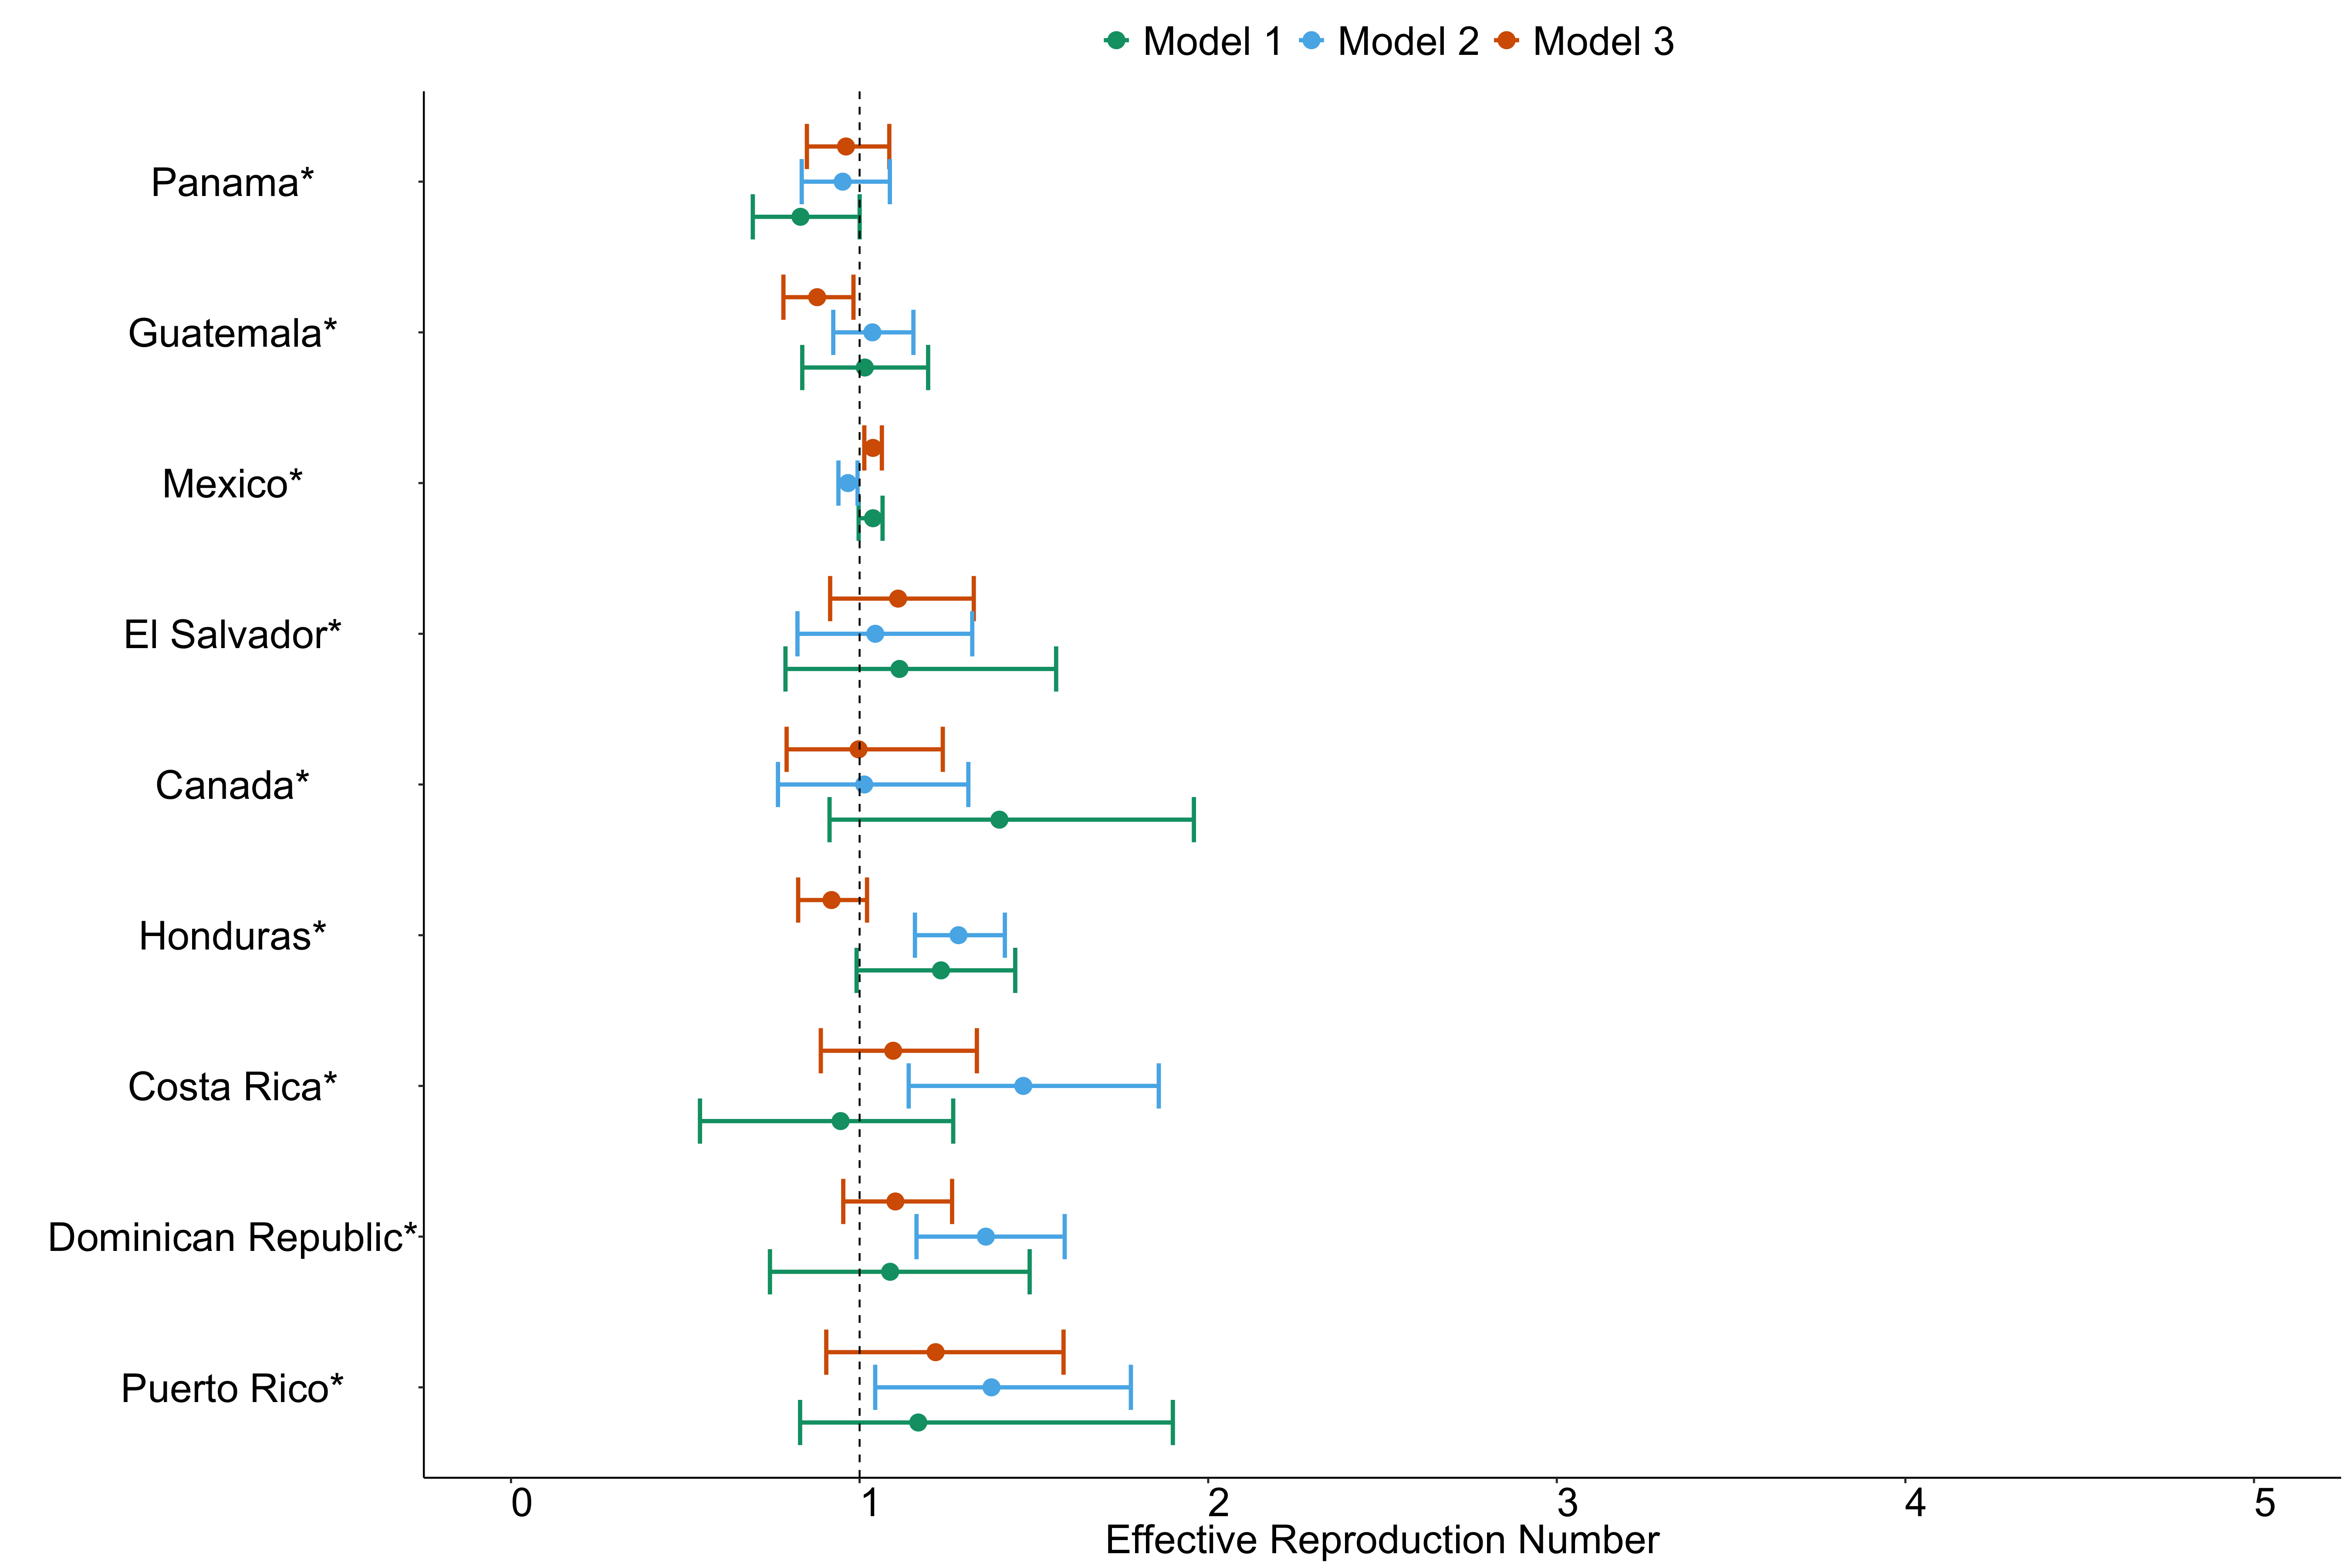 Model 1 Model 2 Model 3
Panama*
Guatemala*
Mexico*
El Salvador*
Canada*
Honduras*
Costa Rica*
Dominican Republic*
Puerto Rico*
0 1 2 3 4 5
Effective Reproduction Number